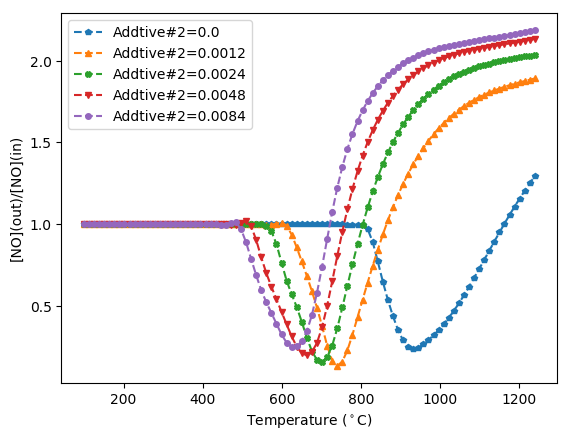 Addtive#2=0.0
Addtive#2=0.0012
Addtive#2=0.0024
Addtive#2=0.0048
Addtive#2=0.0084
[NO](out)/[NO](in)
2.0
1.5
1.0
0.5
200 400 600 800 1000 1200
Temperature (°C)